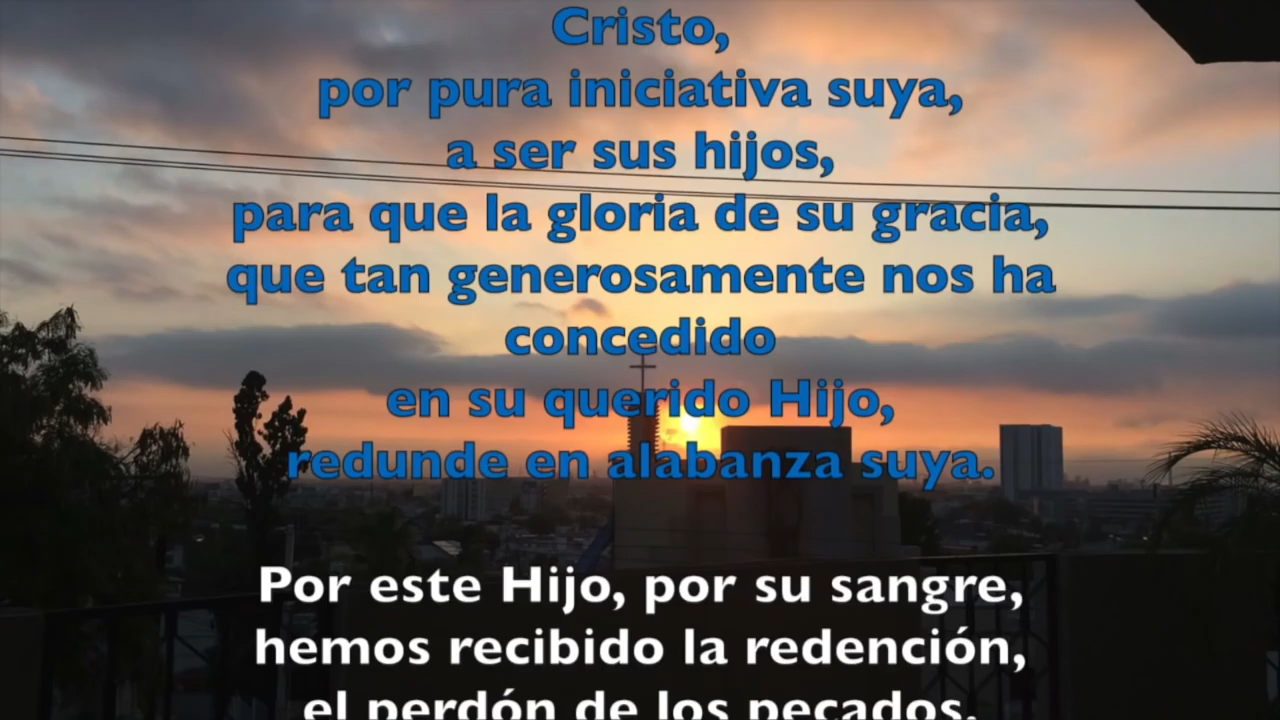 Cristo,
por pura iniciativa suya,
a ser sus hijos,
para que la gloria de su gracia,
que tan generosamente nos ha
concedido
en su querido Hijo,
redunde en alabanza suya.
Por este Hijo, por su sangre,
hemos recibido la redención,
el perdón de los pecados.